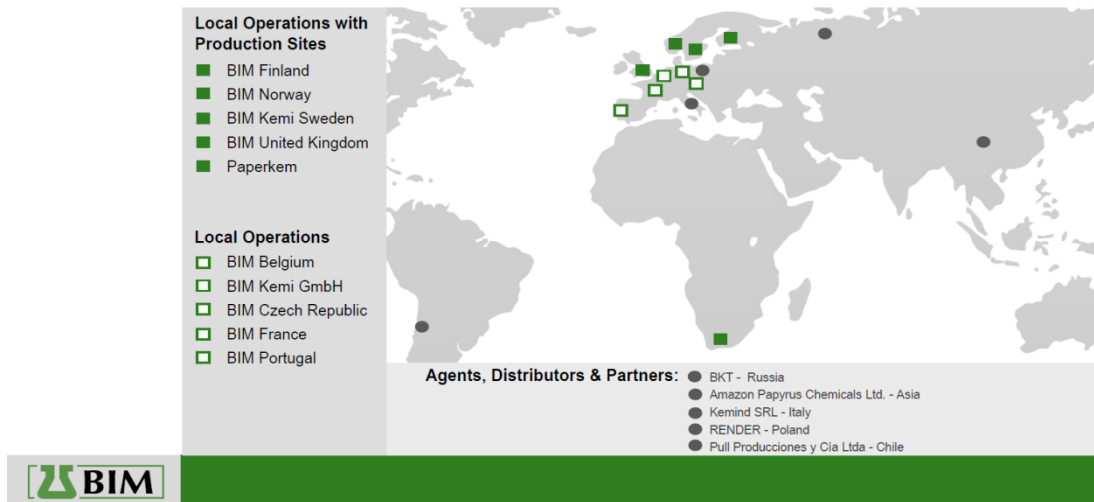 Local Operations with
Production Sites
BIM Finland
BIM Norway
BIM Kemi Sweden
BIM United Kingdom
Paperkem
Local Operations
BIM Belgium
BIM Kemi GmbH
BIM Czech Republic
BIM France
BIM Portugal
Agents, Distributors & Partners:
BKT - Russia
Amazon Papyrus Chemicals Ltd. - Asia
Kemind SRL - Italy
RENDER - Poland
Pull Producciones y Cía Ltda - Chile
BIM